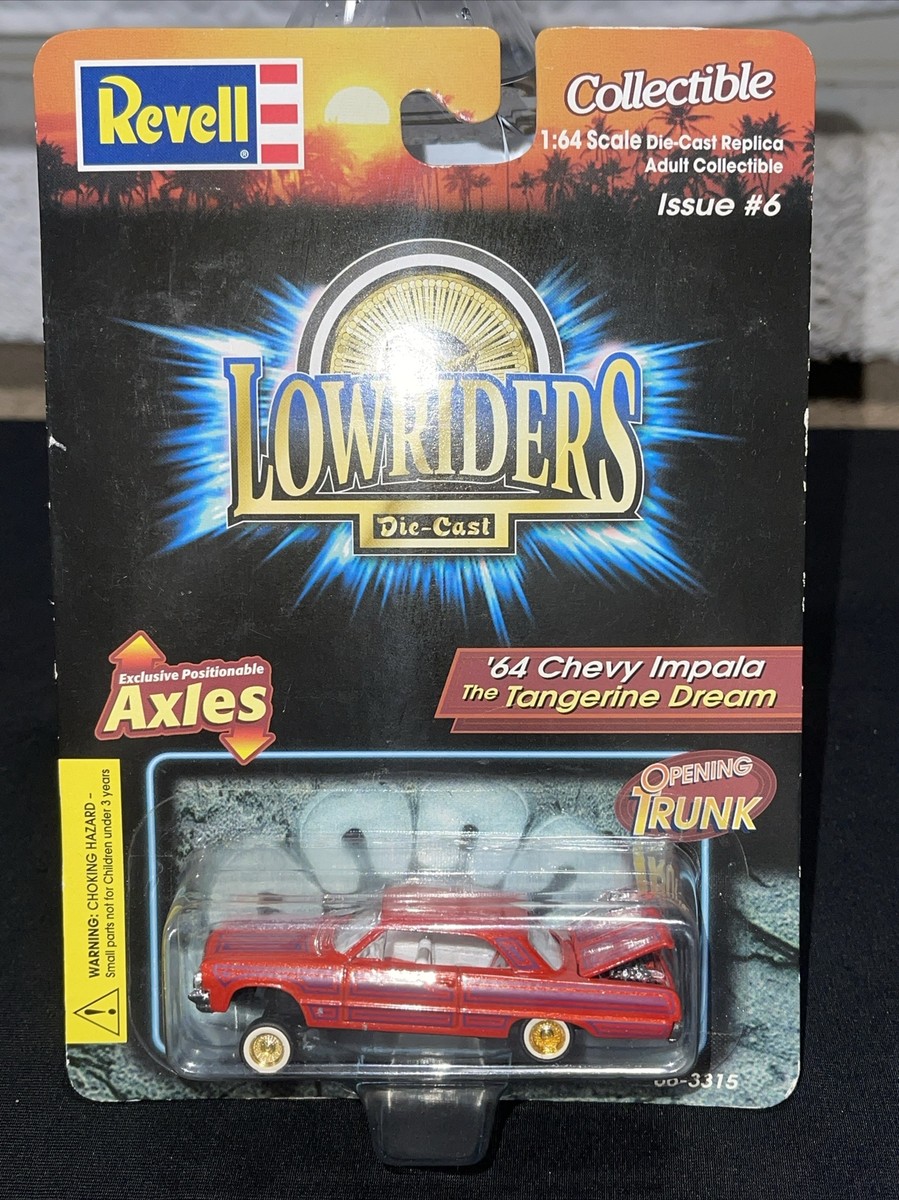 Revell®
Collectible
1:64 Scale Die-Cast Replica
Adult Collectible
Issue #6
LOWRIDERS
Die-Cast
Exclusive Positionable
Axles
'64 Chevy Impala
The Tangerine Dream
OPENING
TRUNK
WARNING: CHOKING HAZARD –
Small parts not for Children under 3 years
-3315